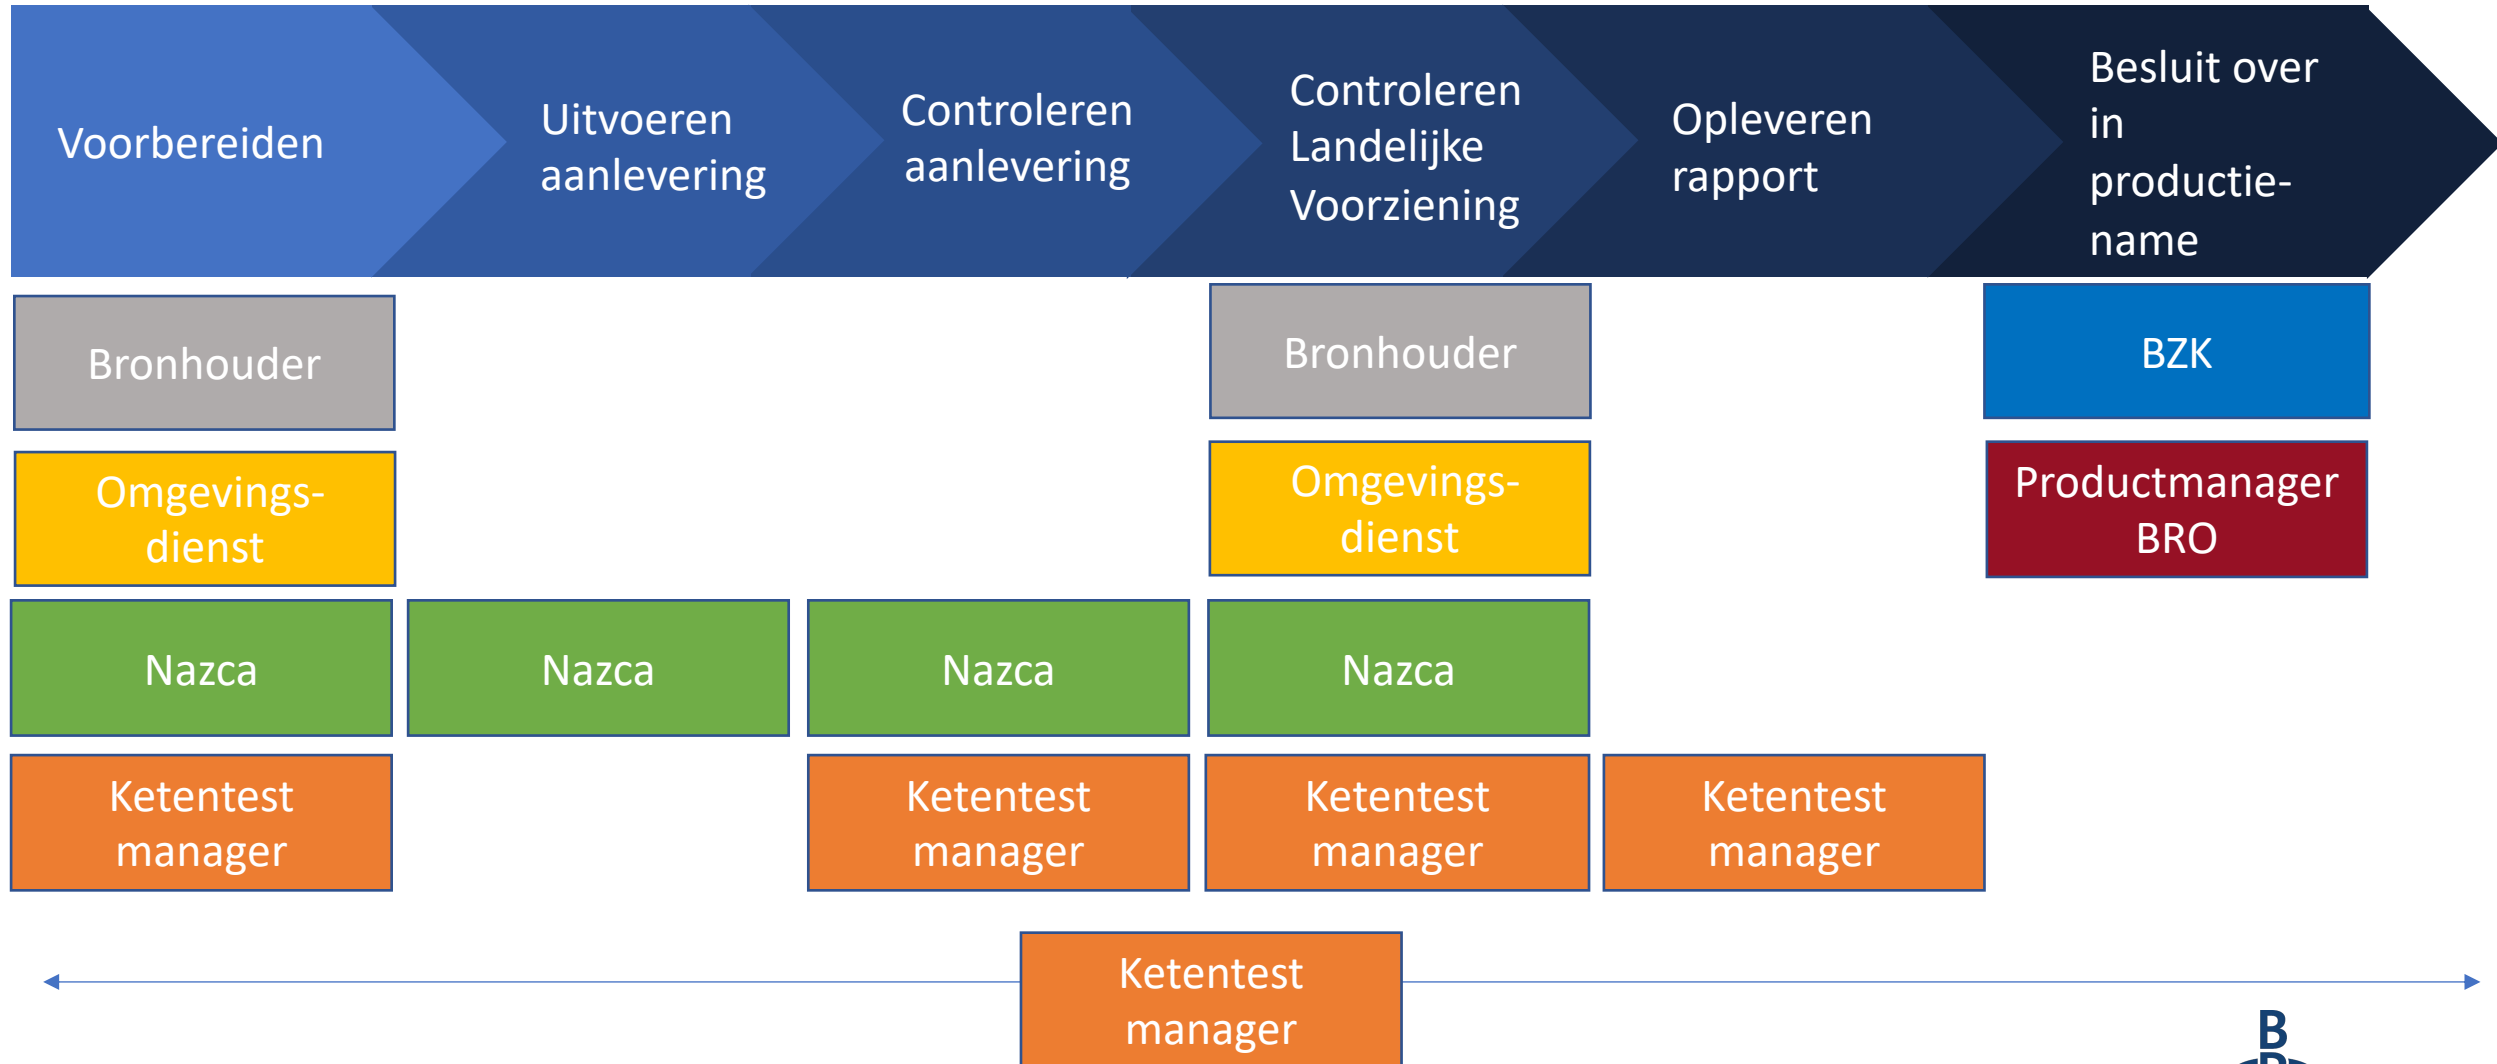 Voorbereiden
Uitvoeren
aanlevering
Controleren
aanlevering
Controleren
Landelijke
Voorziening
Opleveren
rapport
Besluit over
in
productie-
name
Bronhouder
Bronhouder
BZK
Omgevings-
dienst
Omgevings-
dienst
Productmanager
BRO
Nazca
Nazca
Nazca
Nazca
Ketentest
manager
Ketentest
manager
Ketentest
manager
Ketentest
manager
Ketentest
manager
B